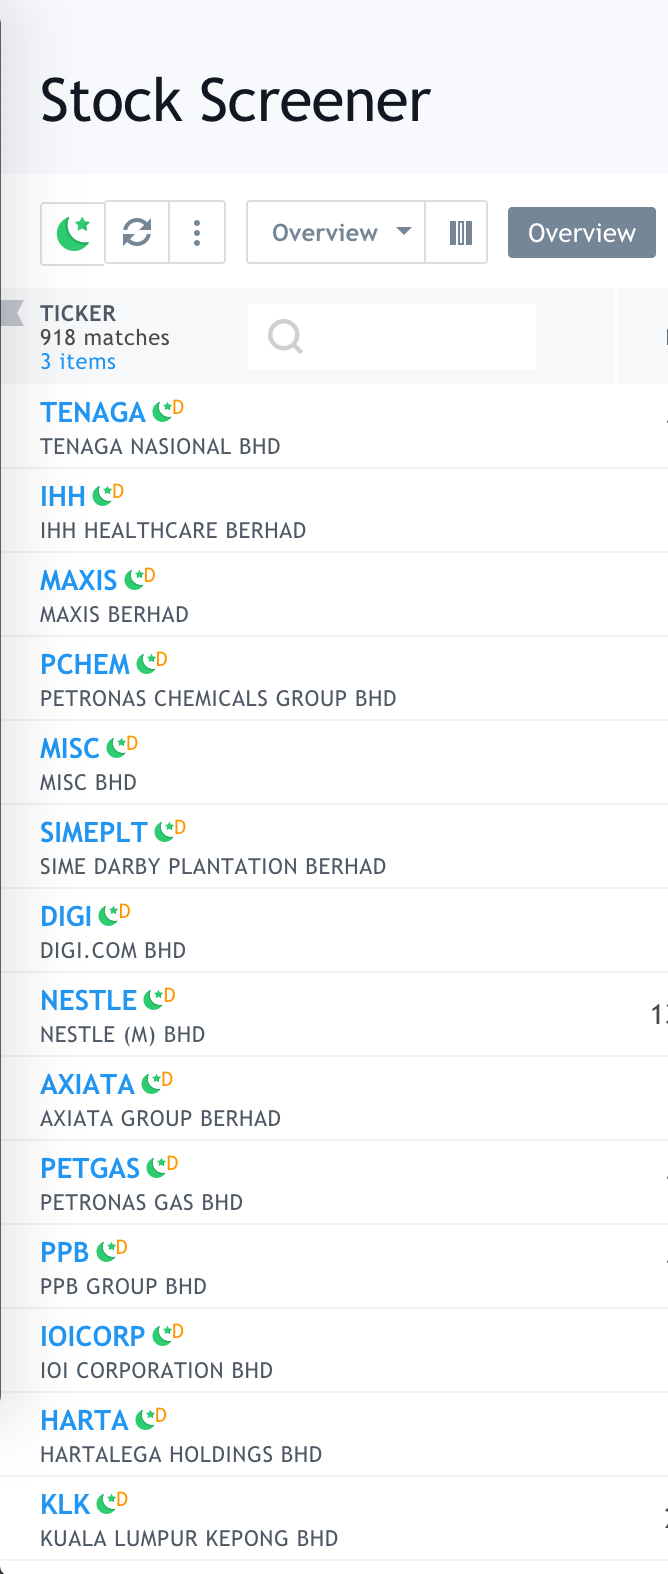 Stock Screener
Overview
Overview
TICKER
918 matches
3 items
TENAGA D
TENAGA NASIONAL BHD
IHH D
IHH HEALTHCARE BERHAD
MAXIS D
MAXIS BERHAD
PCHEM D
PETRONAS CHEMICALS GROUP BHD
MISC D
MISC BHD
SIMEPLT D
SIME DARBY PLANTATION BERHAD
DIGI D
DIGI.COM BHD
NESTLE D
NESTLE (M) BHD
AXIATA D
AXIATA GROUP BERHAD
PETGAS D
PETRONAS GAS BHD
PPB D
PPB GROUP BHD
IOICORP D
IOI CORPORATION BHD
HARTA D
HARTALEGA HOLDINGS BHD
KLK D
KUALA LUMPUR KEPONG BHD